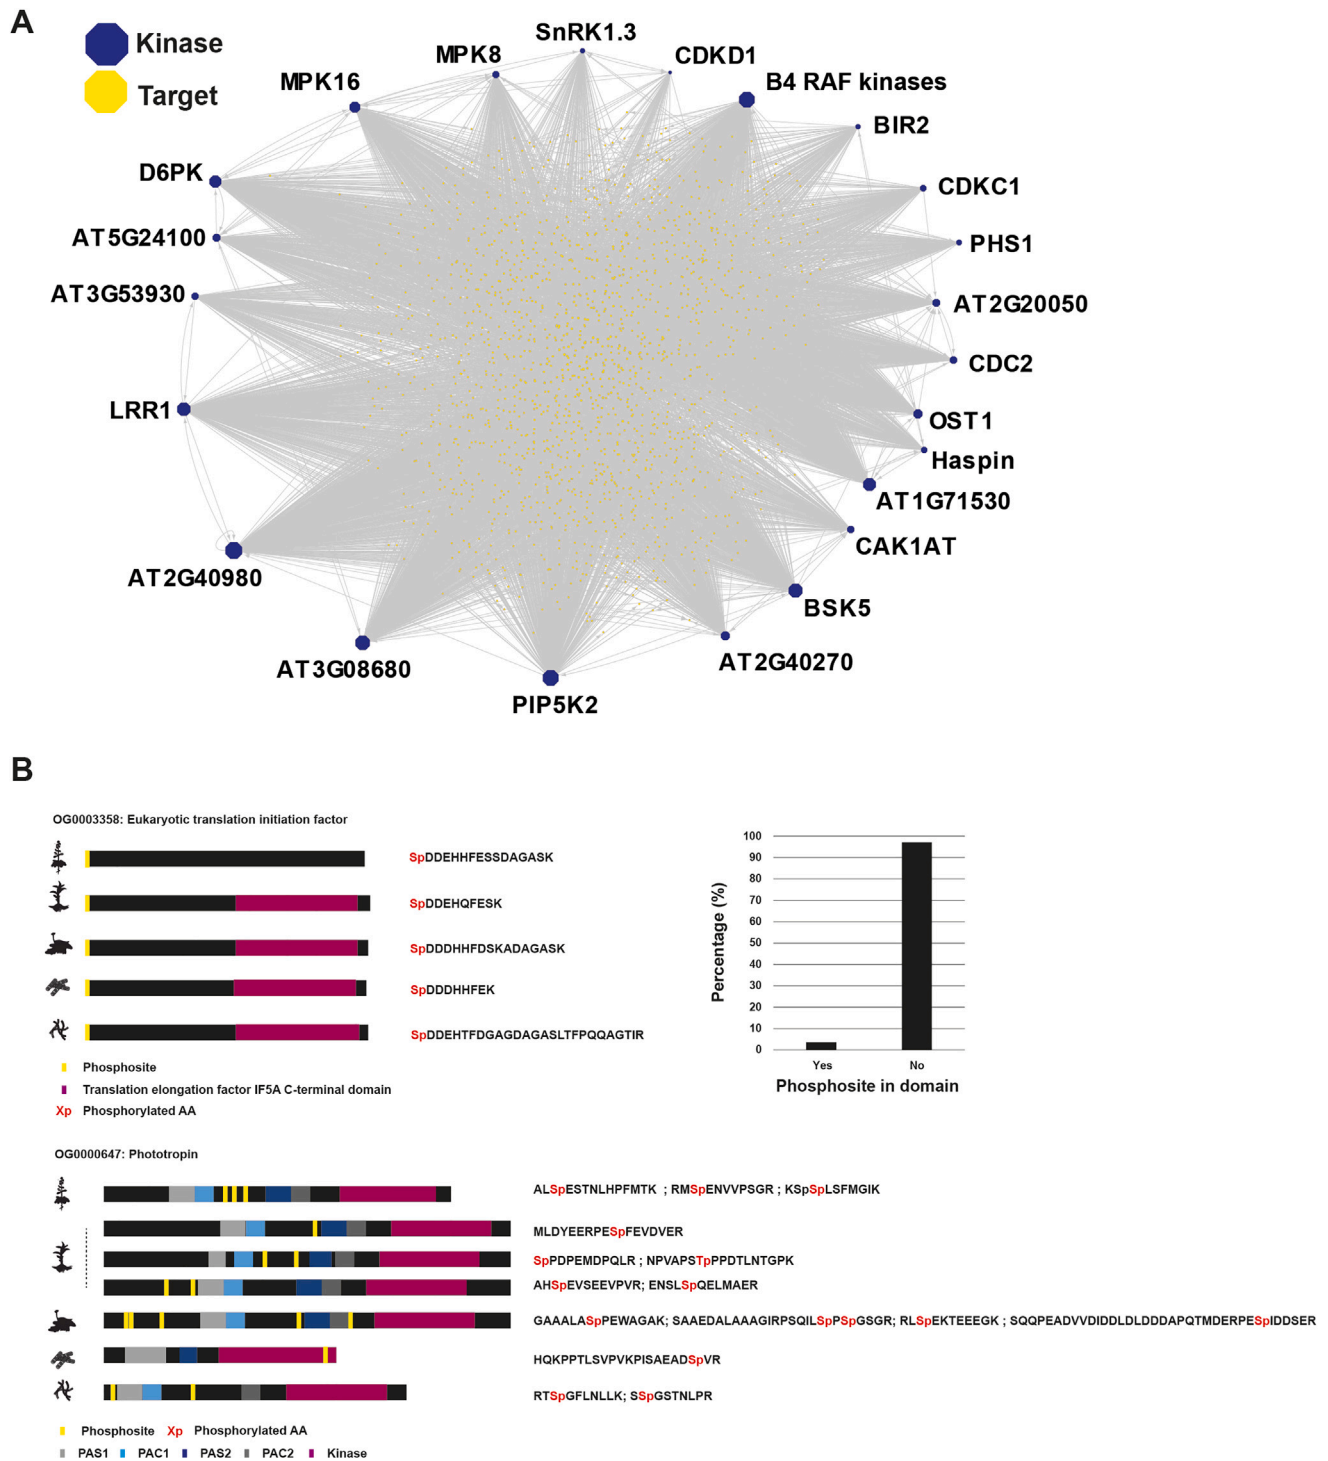 A
Kinase
Target
SnRK1.3
MPK8
CDKD1
MPK16
B4 RAF kinases
BIR2
D6PK
CDKC1
AT5G24100
PHS1
AT3G53930
AT2G20050
CDC2
LRR1
OST1
Haspin
AT1G71530
CAK1AT
AT2G40980
BSK5
AT3G08680
AT2G40270
PIP5K2
B
OG0003358: Eukaryotic translation initiation factor
SpDDEHHFESSDAGASK
SpDDEHQFESK
SpDDDHHFDSKADAGASK
SpDDDHHFEK
SpDDEHTFDGAGDAGASLTFPQQAGTIR
Phosphosite
Translation elongation factor IF5A C-terminal domain
Xp Phosphorylated AA
Percentage (%)
100
90
80
70
60
50
40
30
20
10
0
Yes No
Phosphosite in domain
OG0000647: Phototropin
ALSpESTNLHPFMTK ; RMSpENVVPSGR ; KSpSpLSFMGIK
MLDYEERPESpFEVDVER
SpPDPEMDPQLR ; NPVAPSTpPPDTLNTGPK
AHSpEVSEEVPVR; ENSLSpQELMAER
GAAALASpPEWAGAK; SAAEDALAAAGIRPSQILSpPSpGSGR; RLSpEKTEEEGK ; SQQPEADVVDIDDLDLDDDAPQTMDERPESpIDDSER
HQKPPTLSVPVKPISAEADSpVR
RTSpGFLNLLK; SSpGSTNLPR
Phosphosite Xp Phosphorylated AA
PAS1 PAC1 PAS2 PAC2 Kinase